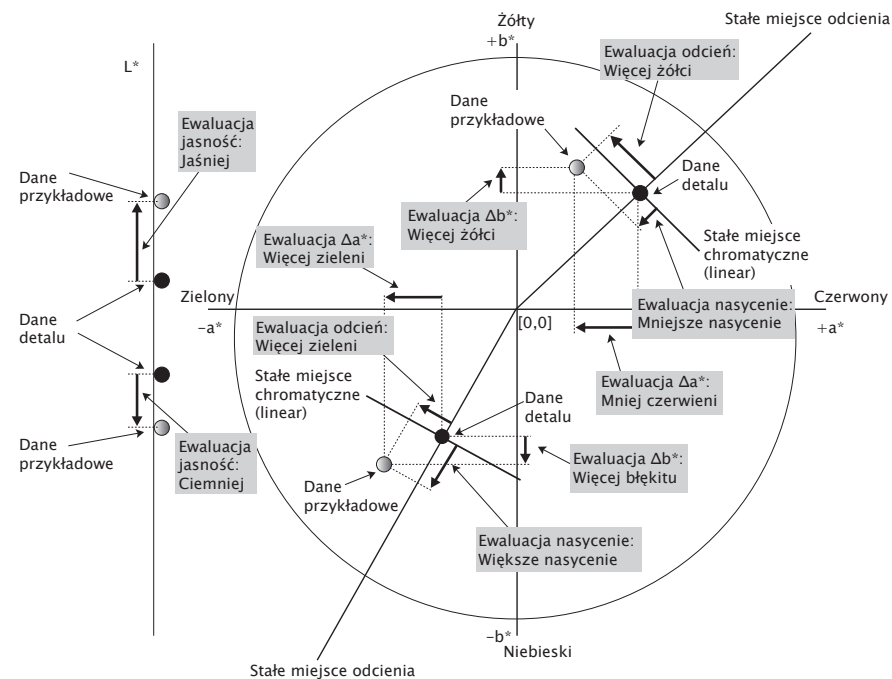 Żółty
+b*
Stałe miejsce odcienia
L*
Ewaluacja odcień:
Więcej żółci
Dane
przykładowe
Ewaluacja
jasność:
Jaśniej
Dane
przykładowe
Dane
detalu
Ewaluacja Δb*:
Więcej żółci
Ewaluacja Δa*:
Więcej zieleni
Stałe miejsce
chromatyczne
(linear)
Zielony
–a*
Czerwony
+a*
[0,0]
Ewaluacja nasycenie:
Mniejsze nasycenie
Dane
detalu
Ewaluacja odcień:
Więcej zieleni
Ewaluacja Δa*:
Mniej czerwieni
Stałe miejsce
chromatyczne
(linear)
Dane
detalu
Dane
przykładowe
Ewaluacja
jasność:
Ciemniej
Ewaluacja Δb*:
Więcej błękitu
Dane
przykładowe
Ewaluacja nasycenie:
Większe nasycenie
–b*
Niebieski
Stałe miejsce odcienia